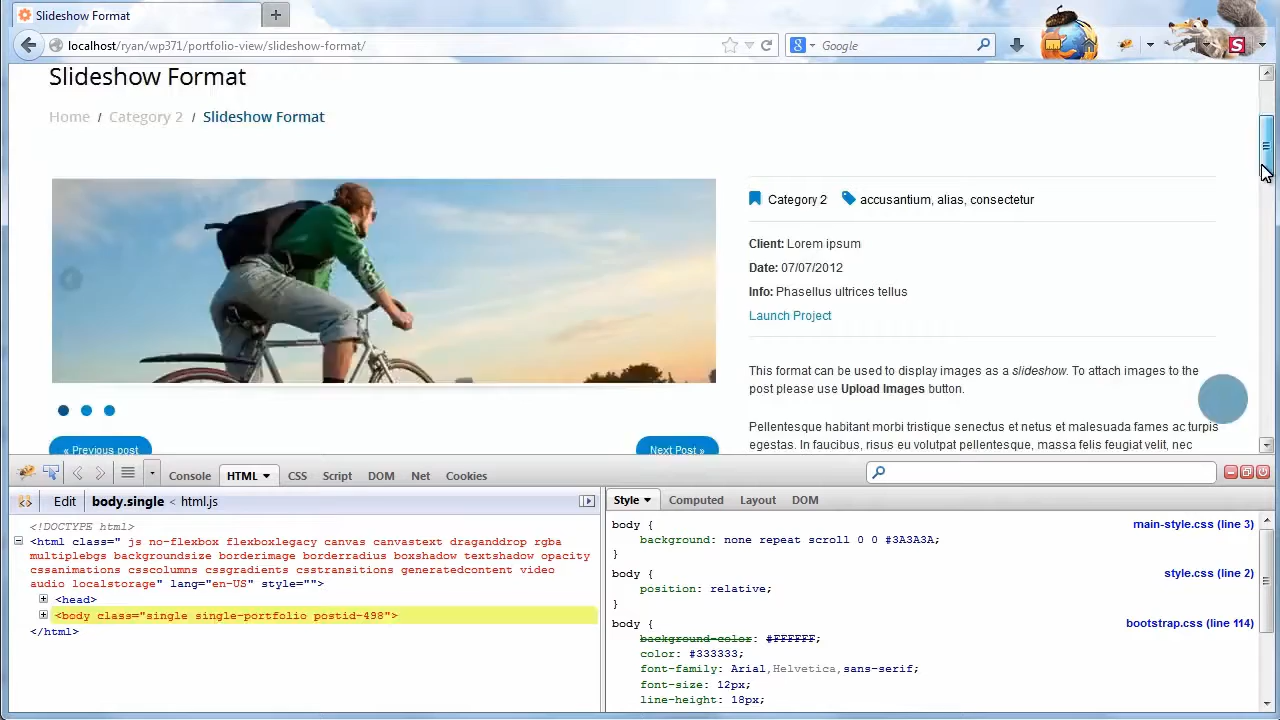 Slideshow Format
localhost/ryan/wp371/portfolio-view/slideshow-format/
Google
Slideshow Format
Home / Category 2 / Slideshow Format
Category 2 accusantium, alias, consectetur
Client: Lorem ipsum
Date: 07/07/2012
Info: Phasellus ultrices tellus
Launch Project
This format can be used to display images as a slideshow. To attach images to the
post please use Upload Images button.
Pellentesque habitant morbi tristique senectus et netus et malesuada fames ac turpis
egestas. In faucibus, risus eu volutpat pellentesque, massa felis feugiat velit, nec
« Previous post
Next Post »
Console HTML CSS Script DOM Net Cookies
Edit body.single < html.js
<!DOCTYPE html>
<html class=" js no-flexbox flexboxlegacy canvas canvastext draganddrop rgba
multiplebgs backgroundsize borderimage borderradius boxshadow textshadow opacity
cssanimations csscolumns cssgradients csstransitions generatedcontent video
audio localstorage" lang="en-US" style="">
<head>
<body class="single single-portfolio postid-498">
</html>
Style Computed Layout DOM
body { main-style.css (line 3)
background: none repeat scroll 0 0 #3A3A3A;
}
body { style.css (line 2)
position: relative;
}
body { bootstrap.css (line 114)
background-color: #FFFFFF;
color: #333333;
font-family: Arial,Helvetica,sans-serif;
font-size: 12px;
line-height: 18px;